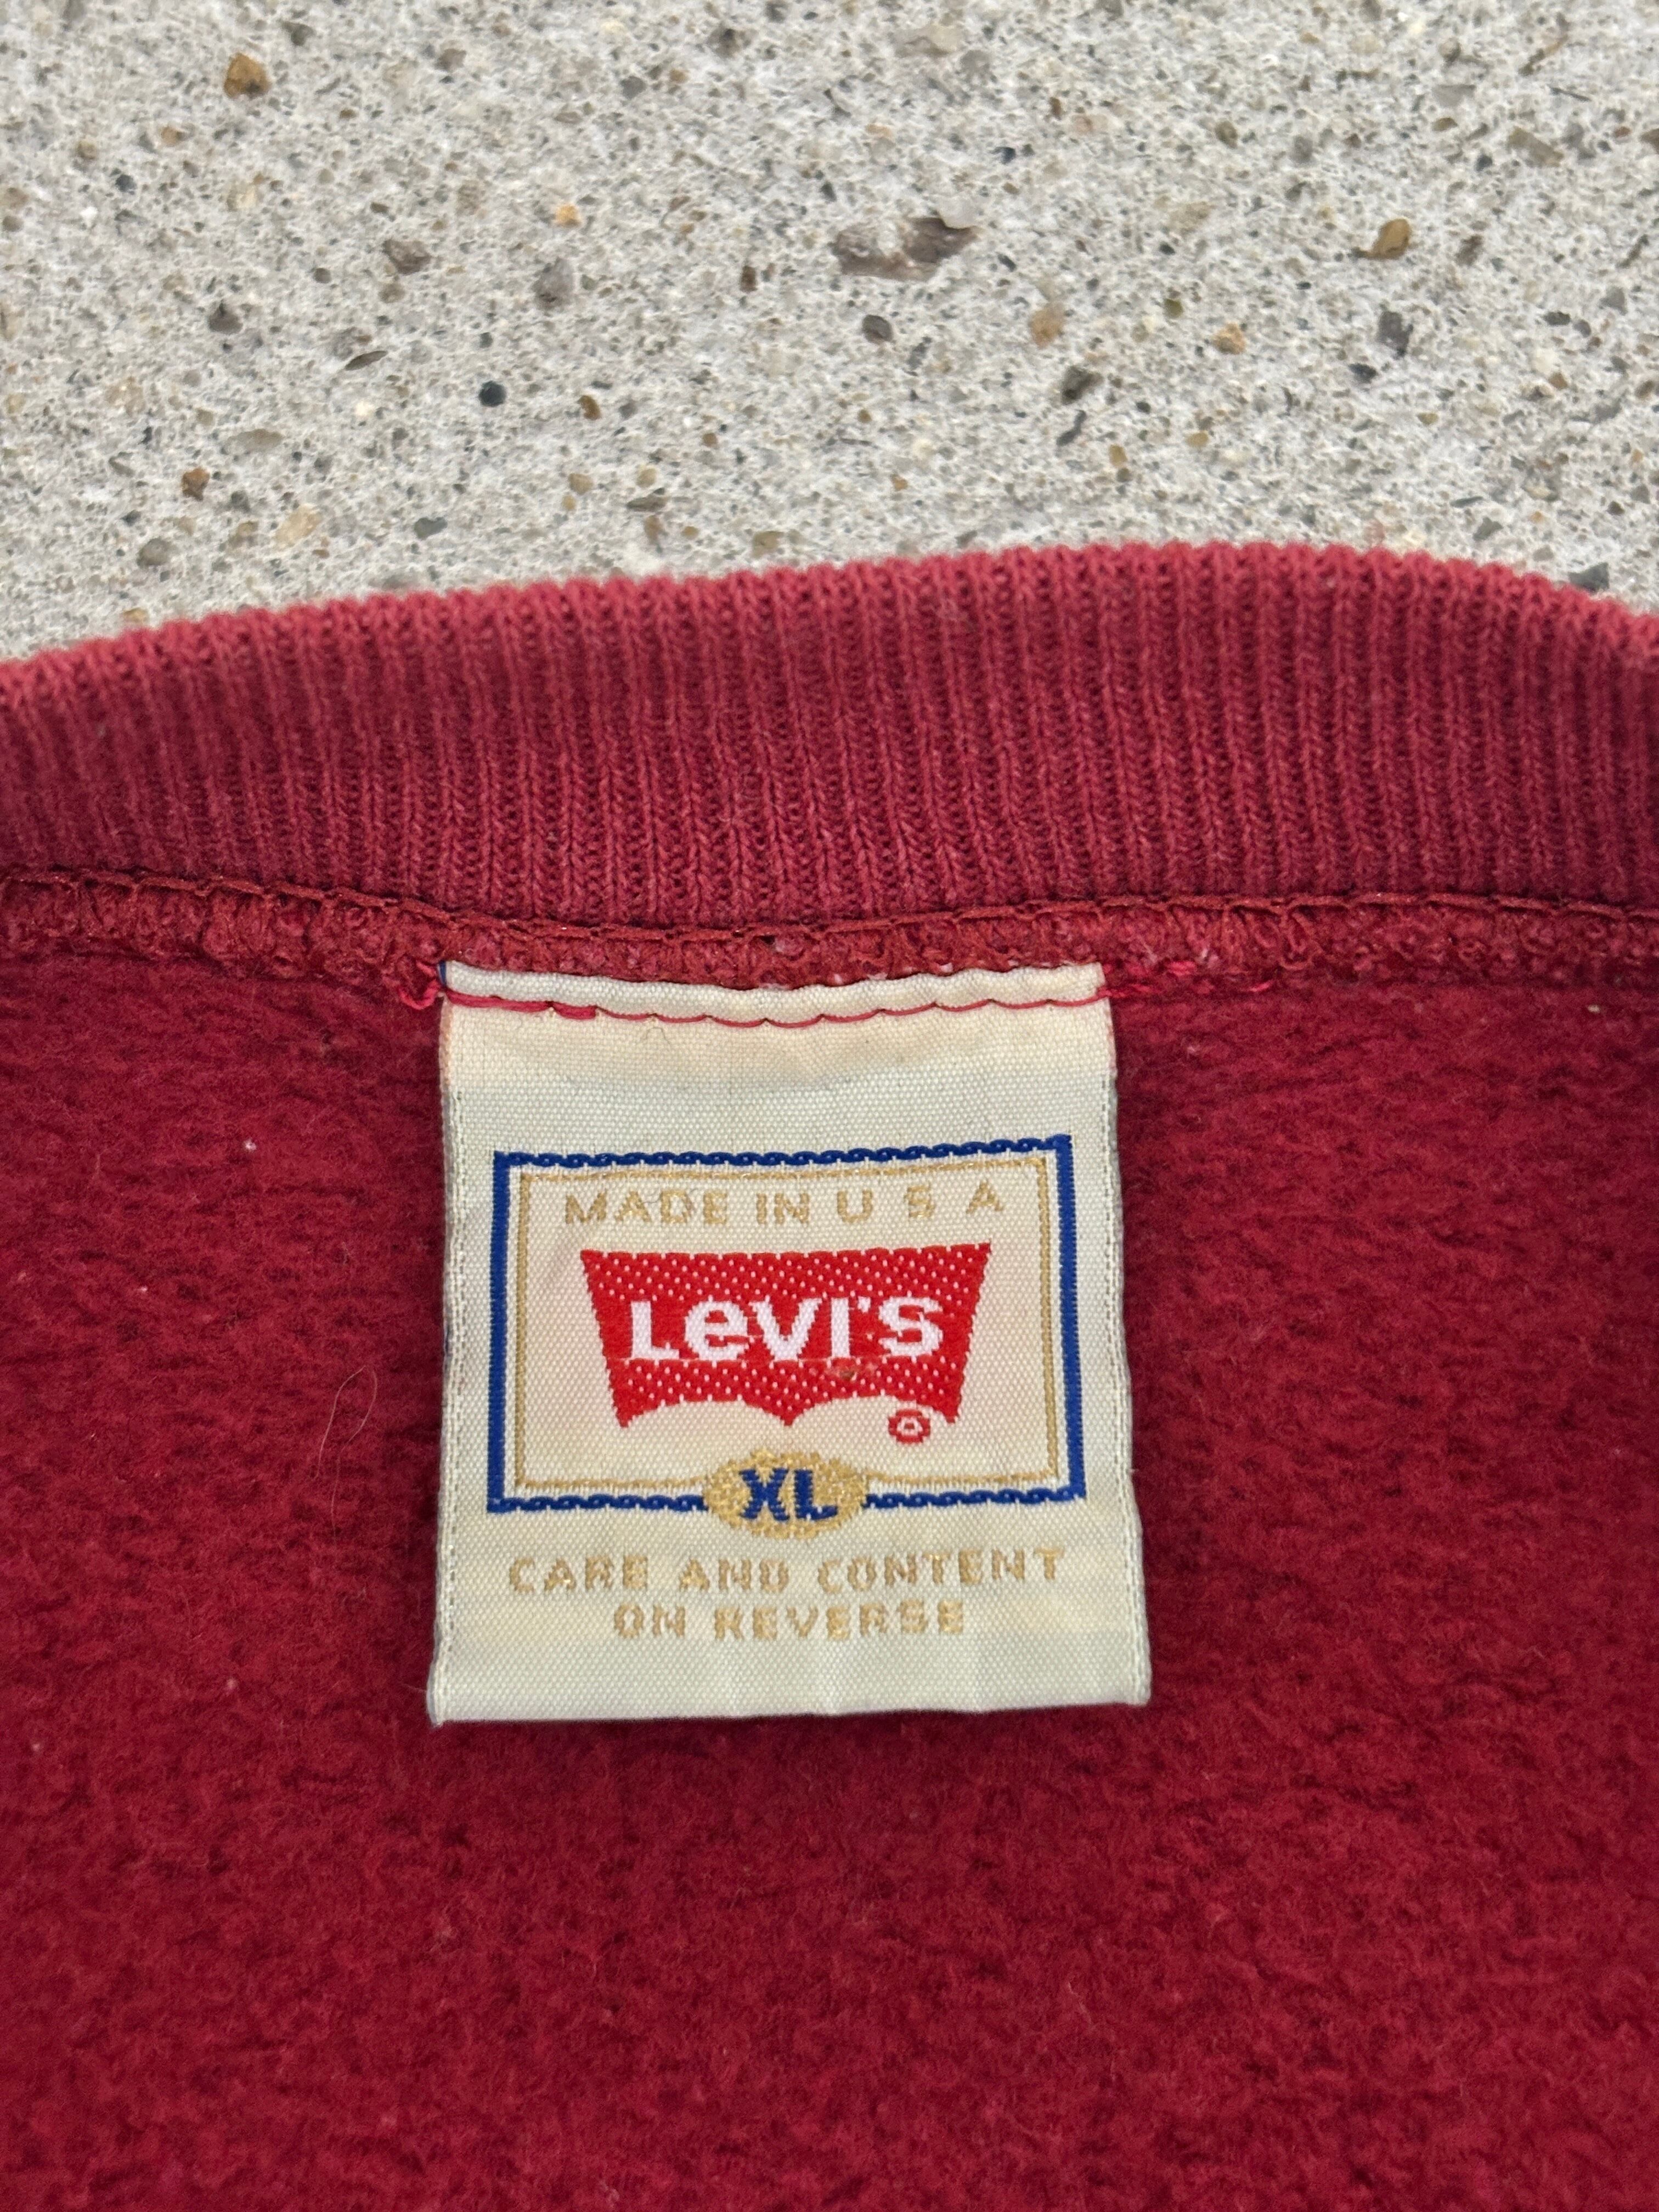 MADE IN U S A
Levi's
®
XL
CARE AND CONTENT
ON REVERSE